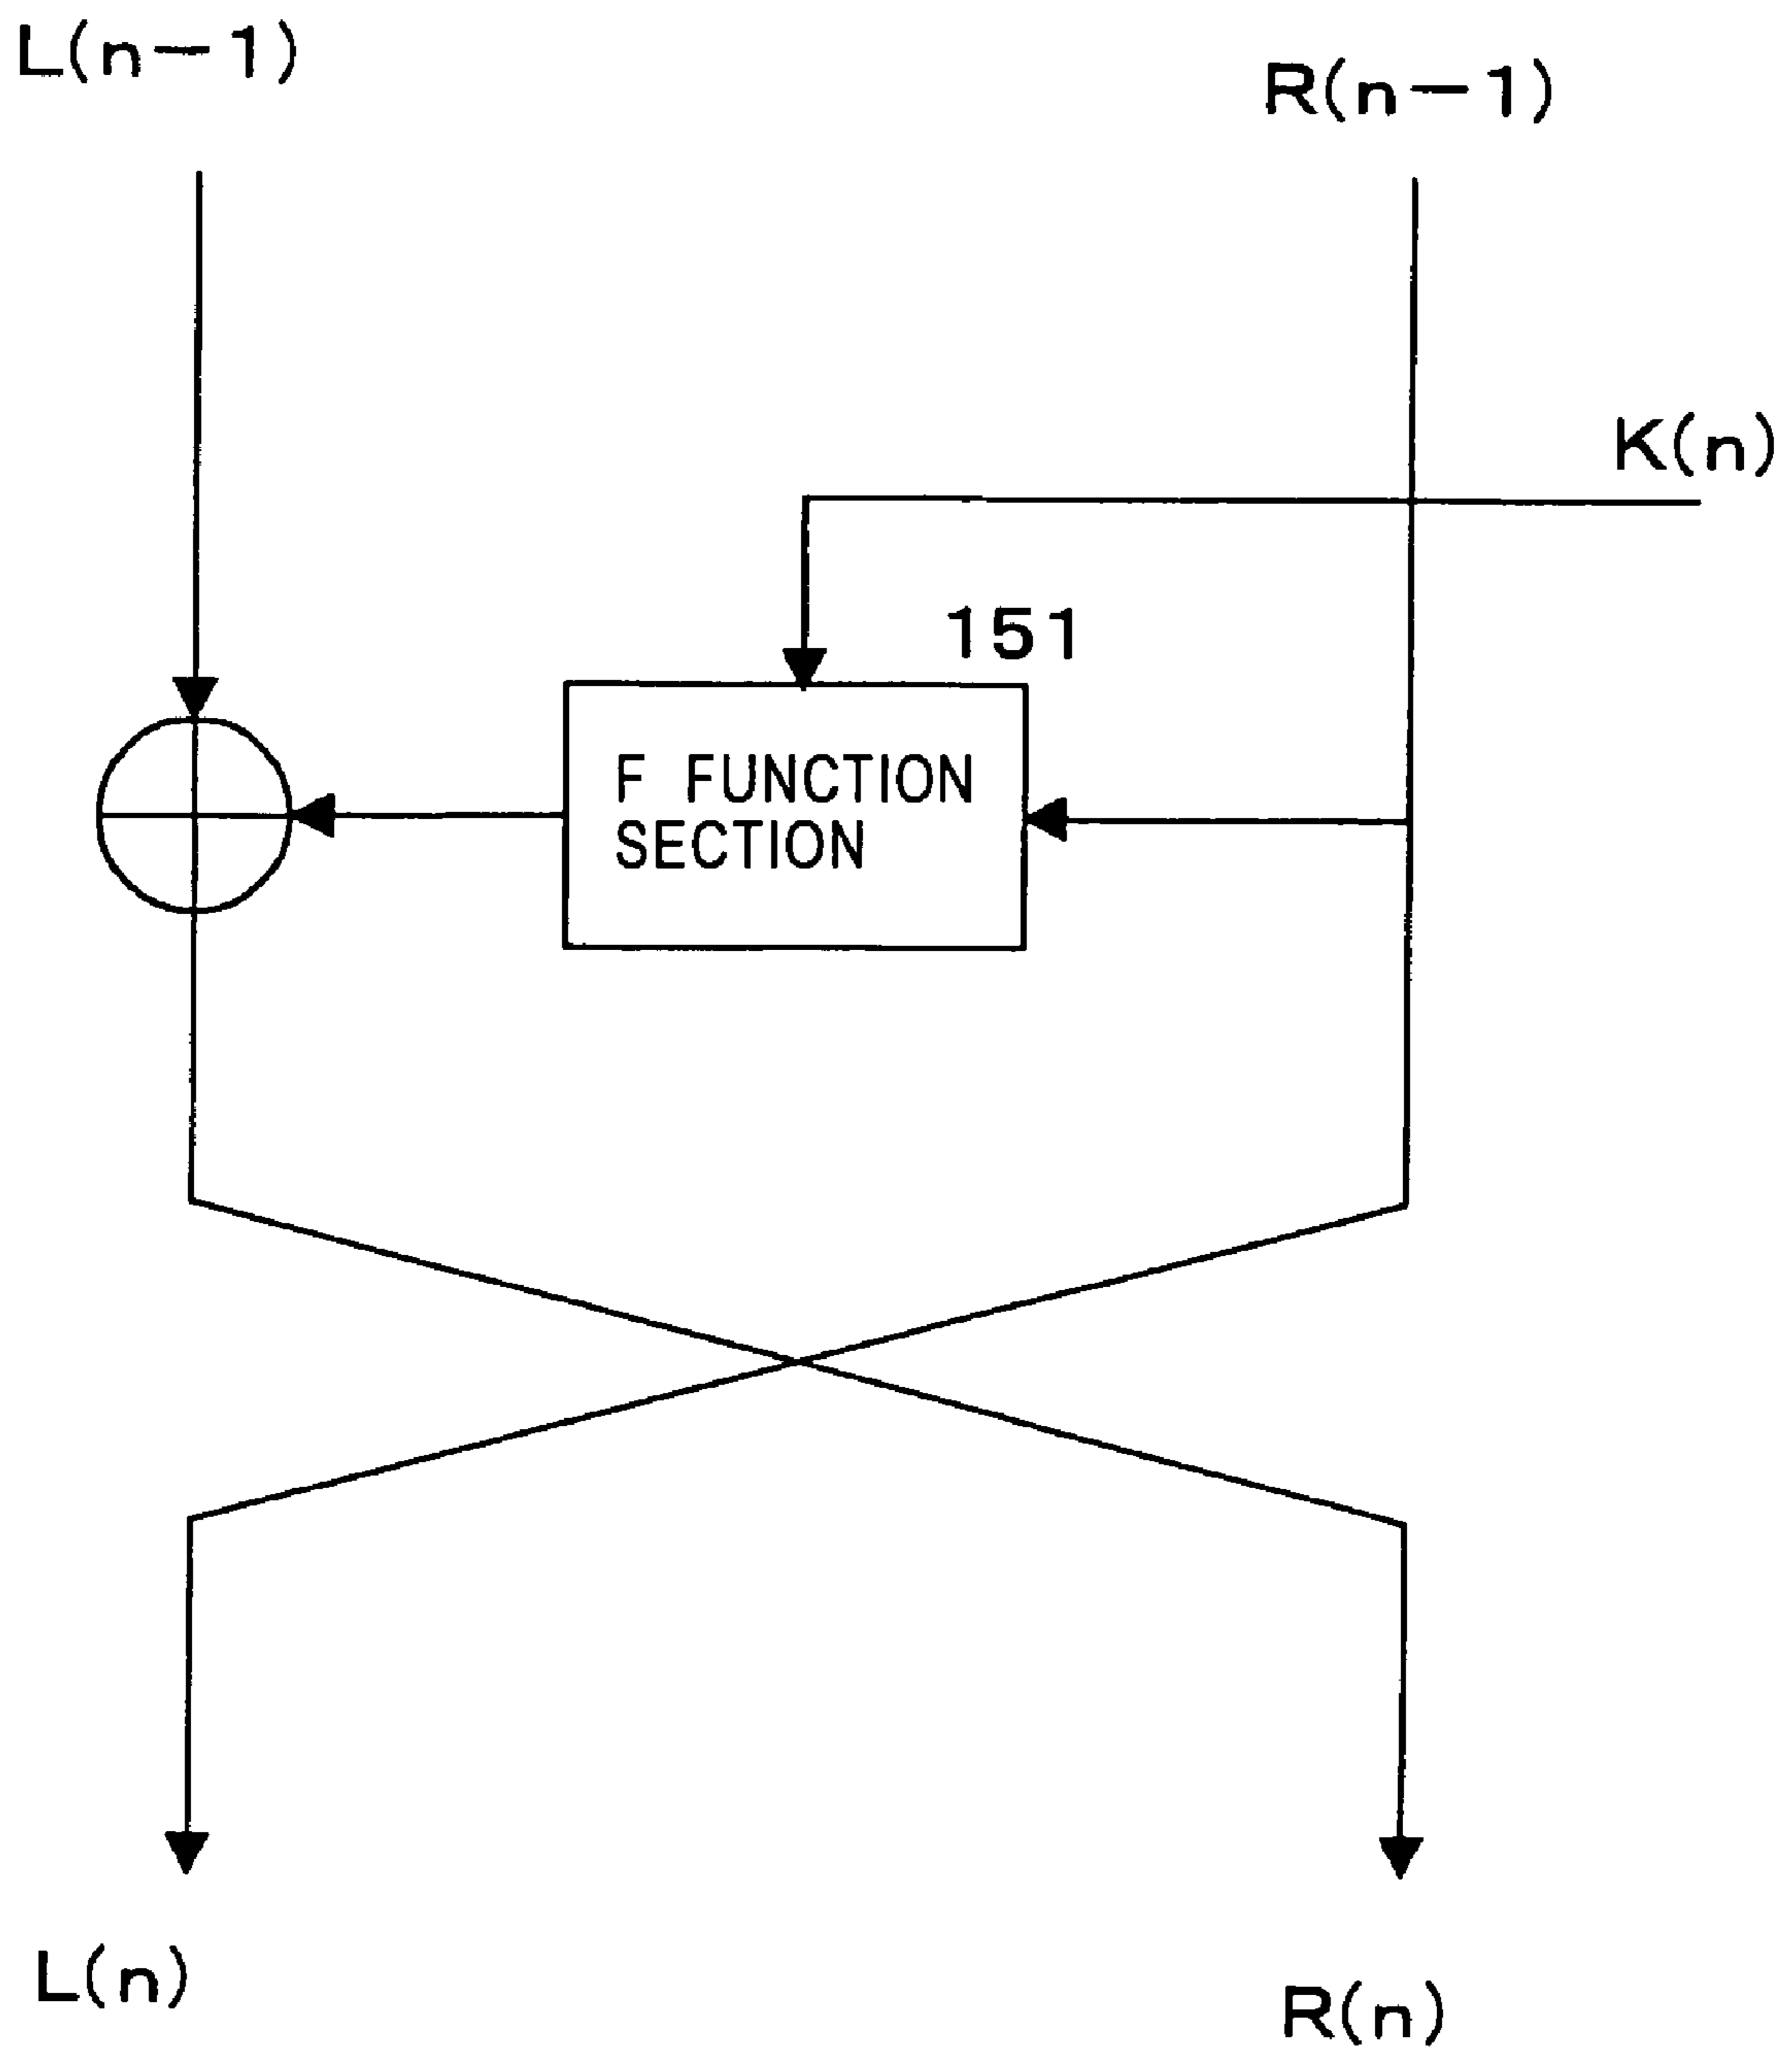 L(n−1)
R(n−1)
K(n)
151
F FUNCTION
SECTION
L(n)
R(n)